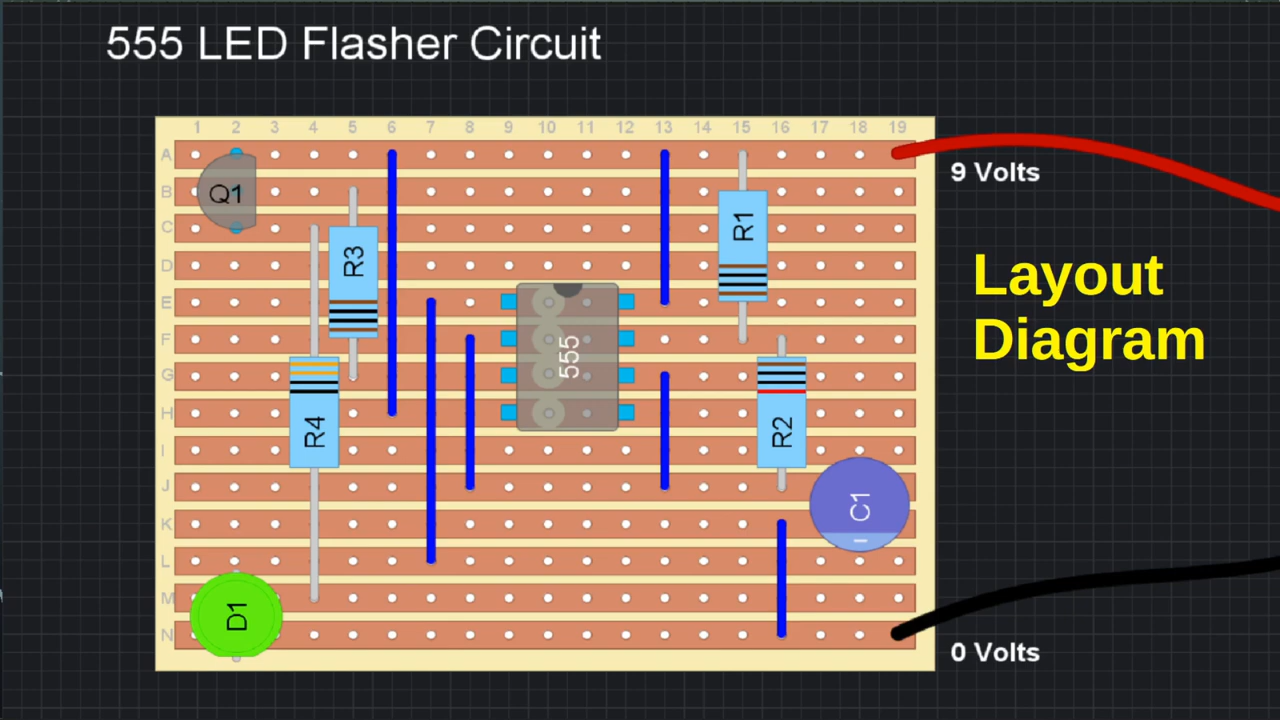 555 LED Flasher Circuit
1 2 3 4 5 6 7 8 9 10 11 12 13 14 15 16 17 18 19
A
9 Volts
B
Q1
C
R1
D
R3
Layout
E
F
Diagram
555
G
H
R4
R2
I
J
C1
K
L
M
D1
N
0 Volts